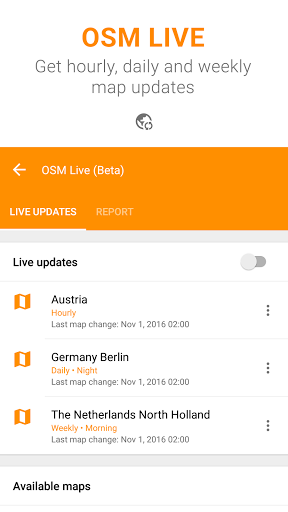 OSM LIVE
Get hourly, daily and weekly
map updates
OSM Live (Beta)
LIVE UPDATES
REPORT
Live updates
Austria
Hourly
Last map change: Nov 1, 2016 02:00
Germany Berlin
Daily • Night
Last map change: Nov 1, 2016 02:00
The Netherlands North Holland
Weekly • Morning
Last map change: Nov 1, 2016 02:00
Available maps